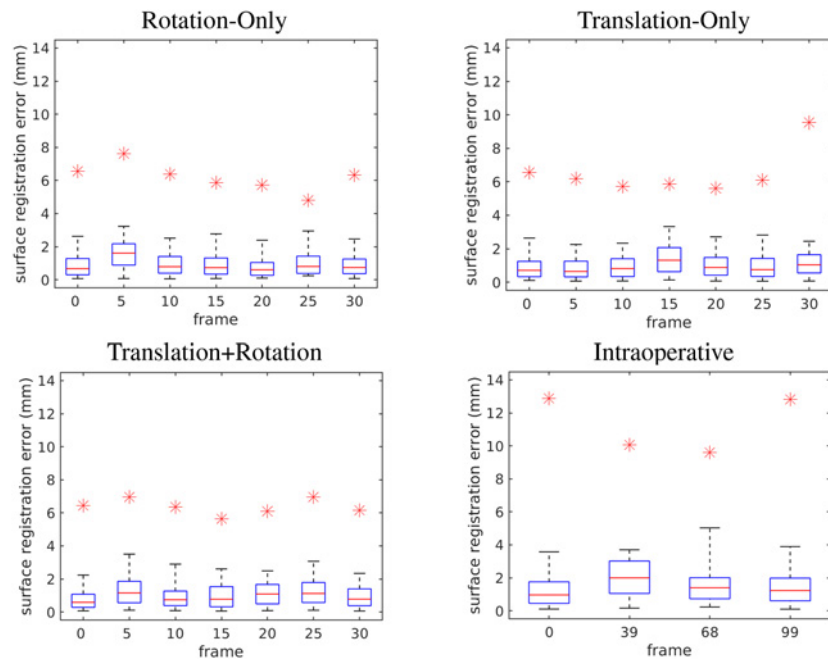 Rotation-Only
surface registration error (mm)
14
12
10
8
6
4
2
0
0 5 10 15 20 25 30
frame
Translation-Only
surface registration error (mm)
14
12
10
8
6
4
2
0
0 5 10 15 20 25 30
frame
Translation+Rotation
surface registration error (mm)
14
12
10
8
6
4
2
0
0 5 10 15 20 25 30
frame
Intraoperative
surface registration error (mm)
14
12
10
8
6
4
2
0
0 39 68 99
frame